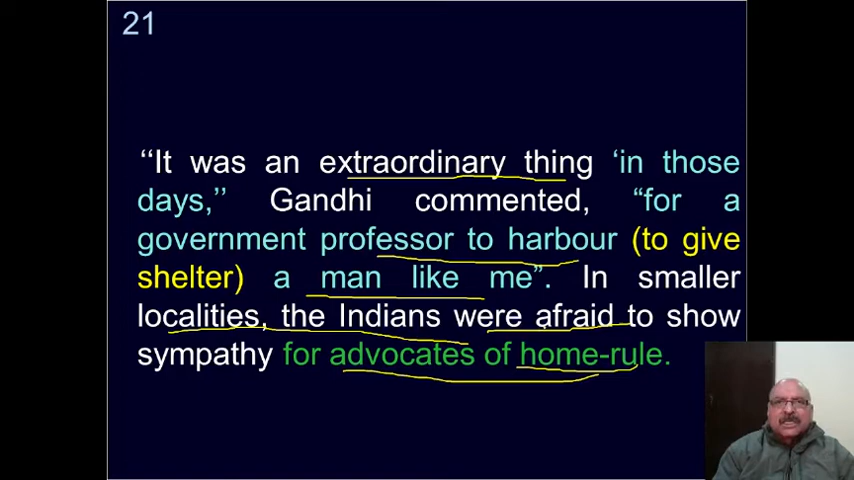 21
‘‘It was an extraordinary thing ‘in those
days,’’ Gandhi commented, “for a
government professor to harbour (to give
shelter) a man like me”. In smaller
localities, the Indians were afraid to show
sympathy for advocates of home-rule.